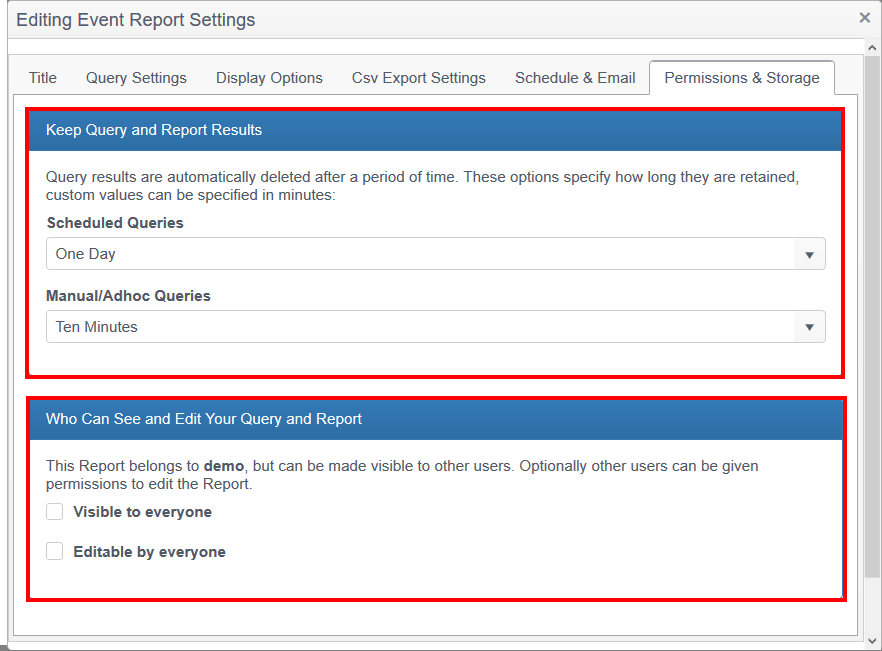 Editing Event Report Settings
Title Query Settings Display Options Csv Export Settings Schedule & Email Permissions & Storage
Keep Query and Report Results
Query results are automatically deleted after a period of time. These options specify how long they are retained,
custom values can be specified in minutes:
Scheduled Queries
One Day
Manual/Adhoc Queries
Ten Minutes
Who Can See and Edit Your Query and Report
This Report belongs to demo, but can be made visible to other users. Optionally other users can be given
permissions to edit the Report.
Visible to everyone
Editable by everyone